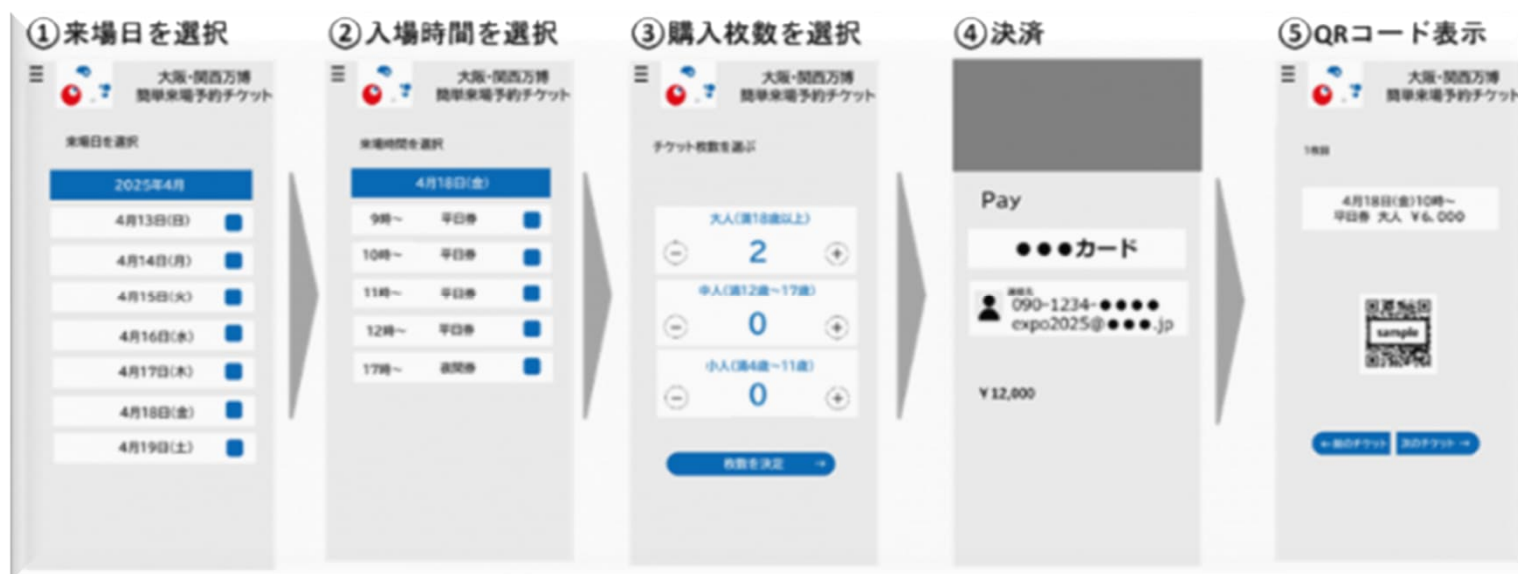 ①来場日を選択
大阪・関西万博
簡単来場予約チケット
来場日を選択
2025年4月
4月13日(日)
4月14日(月)
4月15日(火)
4月16日(水)
4月17日(木)
4月18日(金)
4月19日(土)
②入場時間を選択
大阪・関西万博
簡単来場予約チケット
来場時間を選択
4月18日(金)
9時～ 平日券
10時～ 平日券
11時～ 平日券
12時～ 平日券
17時～ 夜間券
③購入枚数を選択
大阪・関西万博
簡単来場予約チケット
チケット枚数を選ぶ
大人(満18歳以上)
− 2 +
中人(満12歳～17歳)
− 0 +
小人(満4歳～11歳)
− 0 +
枚数を決定 →
④決済
Pay
●●●カード
連絡先
090-1234-●●●●
expo2025@●●●.jp
¥12,000
⑤QRコード表示
大阪・関西万博
簡単来場予約チケット
1枚目
4月18日(金)10時～
平日券 大人 ¥6,000
sample
←前のチケット
次のチケット→